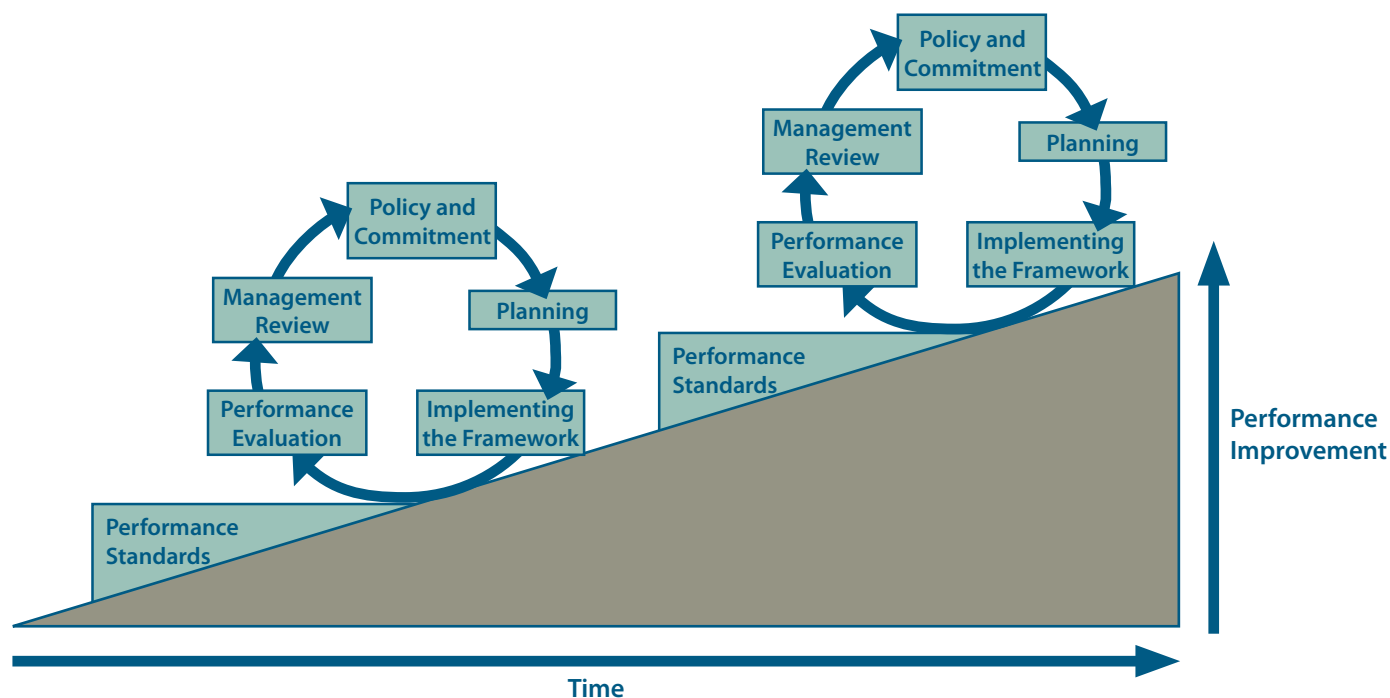 Policy and
Commitment
Management
Review
Planning
Performance
Evaluation
Implementing
the Framework
Performance
Standards
Policy and
Commitment
Management
Review
Planning
Performance
Evaluation
Implementing
the Framework
Performance
Standards
Performance
Improvement
Time